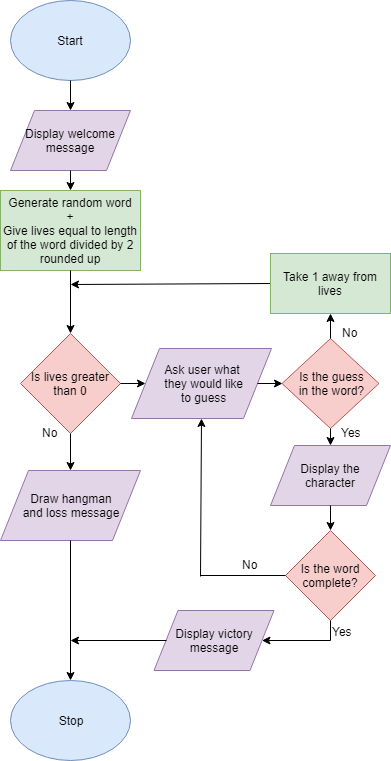 Start
Display welcome
message
Generate random word
+
Give lives equal to length
of the word divided by 2
rounded up
Take 1 away from
lives
No
Is lives greater
than 0
Ask user what
they would like
to guess
Is the guess
in the word?
No
Yes
Display the
character
Draw hangman
and loss message
No
Is the word
complete?
Yes
Display victory
message
Stop